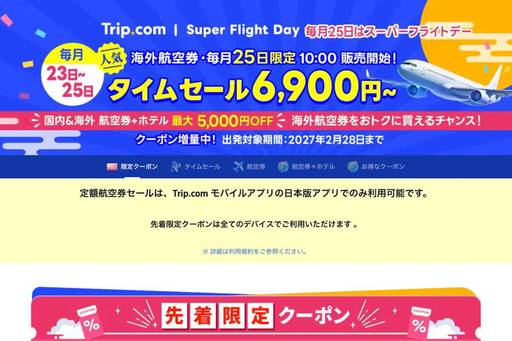 Trip.com | Super Flight Day 毎月25日はスーパーフライトデー
毎月
23日~
25日
人気
海外航空券・毎月25日限定 10:00 販売開始!
タイムセール6,900円~
国内&海外 航空券+ホテル 最大 5,000円OFF 海外航空券をおトクに買えるチャンス!
クーポン増量中! 出発対象期間:2027年2月28日まで
限定クーポン タイムセール 航空券 航空券+ホテル お得なクーポン
定額航空券セールは、Trip.com モバイルアプリの日本版アプリでのみ利用可能です。
先着限定クーポンは全てのデバイスでご利用いただけます 。
※ 詳細は利用規約をご参照ください。
COUPON % 先着限定クーポン COUPON %